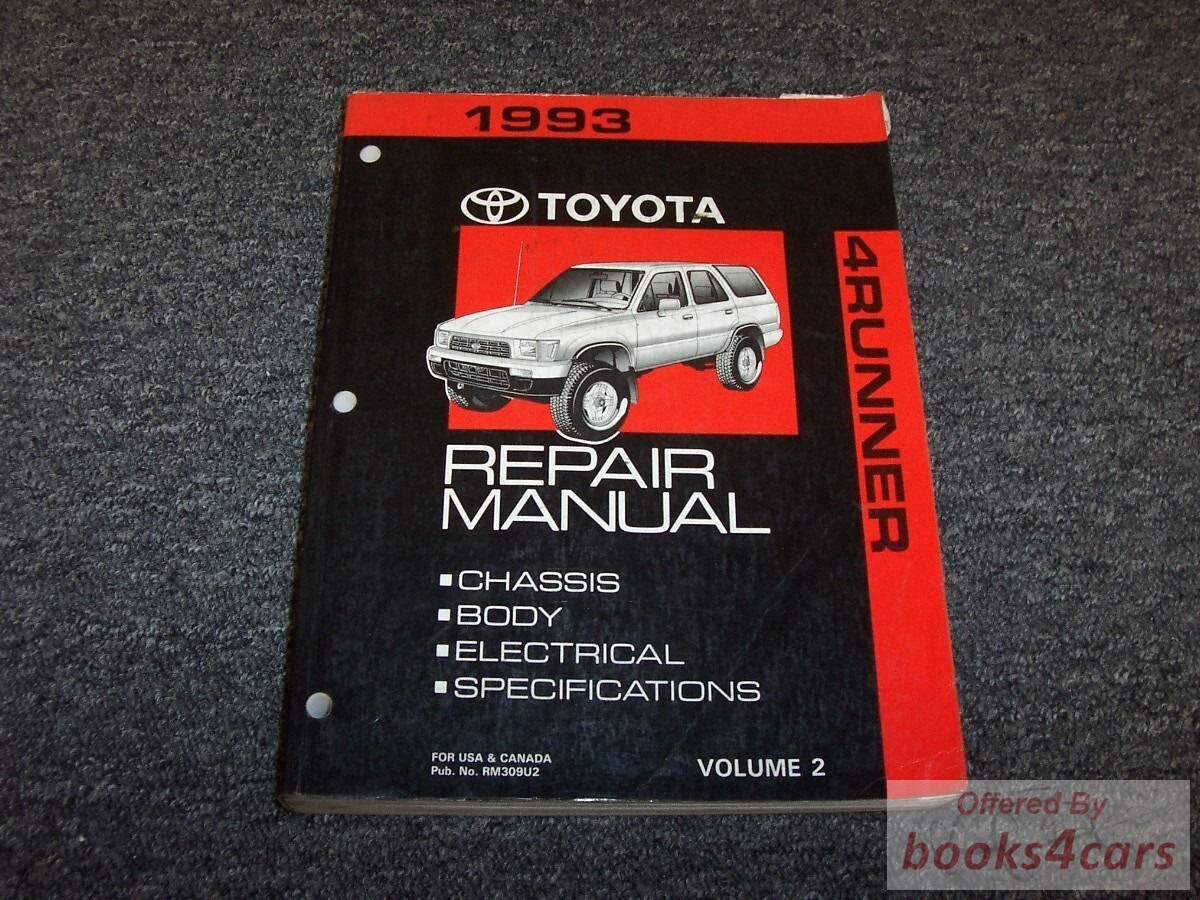 1993
TOYOTA
4RUNNER
REPAIR
MANUAL
▪ CHASSIS
▪ BODY
▪ ELECTRICAL
▪ SPECIFICATIONS
FOR USA & CANADA
Pub. No. RM309U2
VOLUME 2
Offered By
books4cars